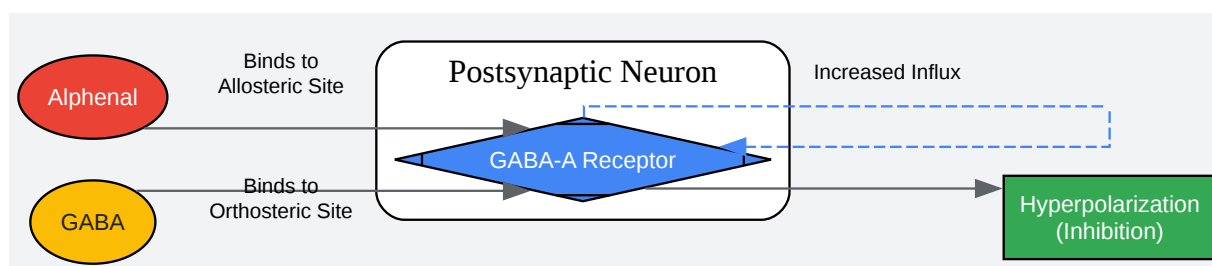 Alphenal
Binds to
Allosteric Site
Postsynaptic Neuron
Increased Influx
GABA-A Receptor
GABA
Binds to
Orthosteric Site
Hyperpolarization
(Inhibition)